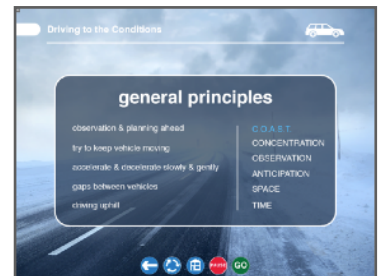 Driving to the Conditions
general principles
observation & planning ahead
try to keep vehicle moving
accelerate & decelerate slowly & gently
gaps between vehicles
driving uphill
C.O.A.S.T
CONCENTRATION
OBSERVATION
ANTICIPATION
SPACE
TIME
PAUSE
GO